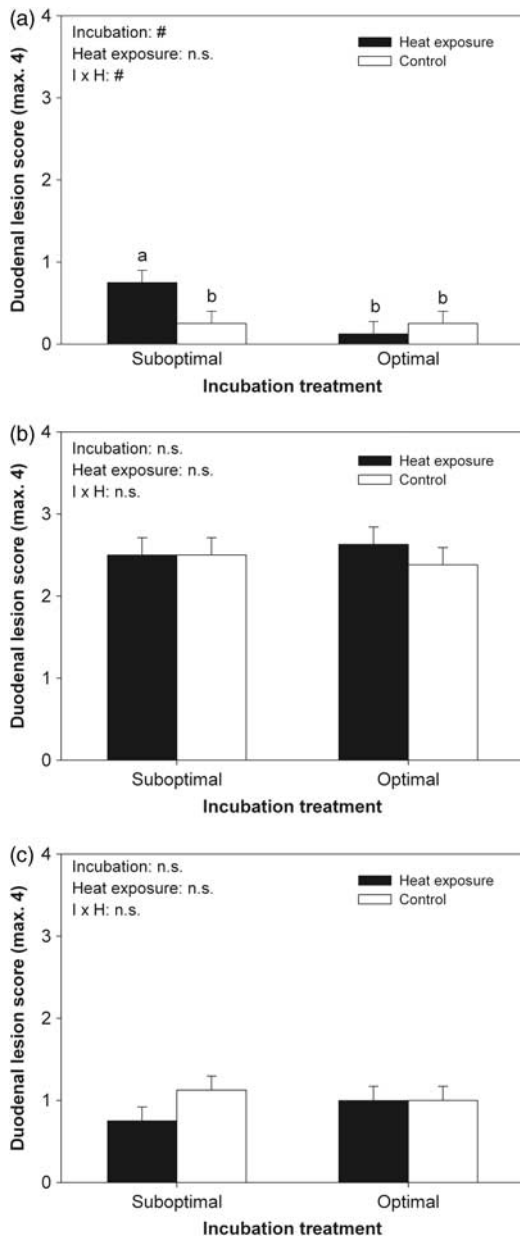 (a)
Incubation: #
Heat exposure: n.s.
I x H: #
Heat exposure
Control
Duodenal lesion score (max. 4)
4
3
2
1
0
a
b
b
b
Suboptimal
Optimal
Incubation treatment
(b)
Incubation: n.s.
Heat exposure: n.s.
I x H: n.s.
Heat exposure
Control
Duodenal lesion score (max. 4)
4
3
2
1
0
Suboptimal
Optimal
Incubation treatment
(c)
Incubation: n.s.
Heat exposure: n.s.
I x H: n.s.
Heat exposure
Control
Duodenal lesion score (max. 4)
4
3
2
1
0
Suboptimal
Optimal
Incubation treatment